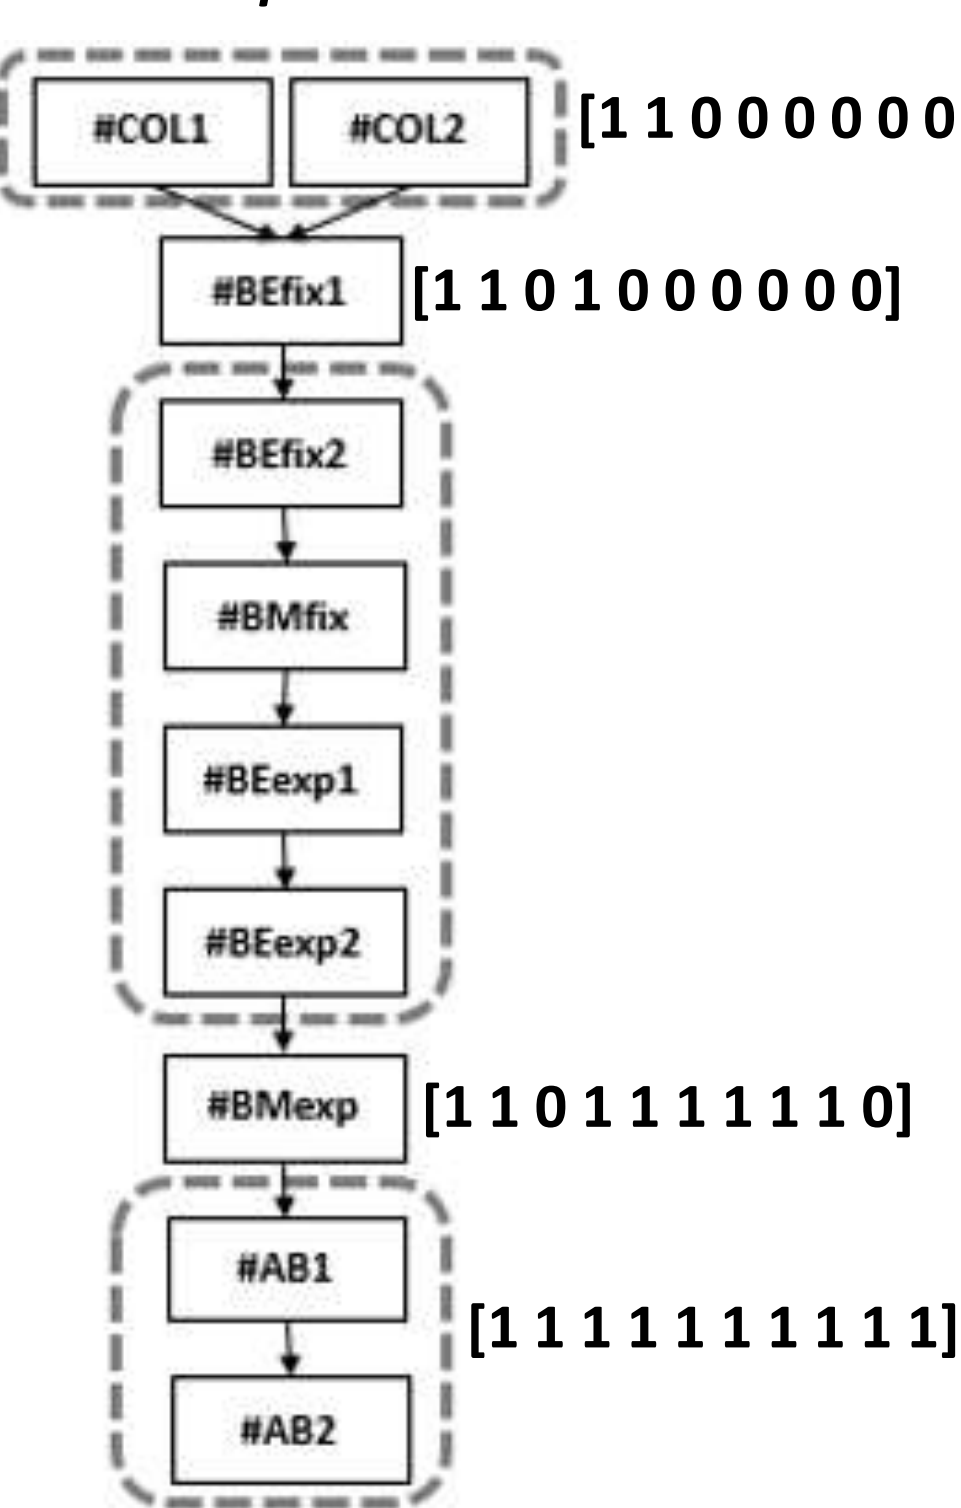 #COL1 #COL2 [1 1 0 0 0 0 0 0
#BEfix1 [1 1 0 1 0 0 0 0 0 0]
#BEfix2
#BMfix
#BEexp1
#BEexp2
#BMexp [1 1 0 1 1 1 1 1 1 0]
#AB1
[1 1 1 1 1 1 1 1 1 1]
#AB2